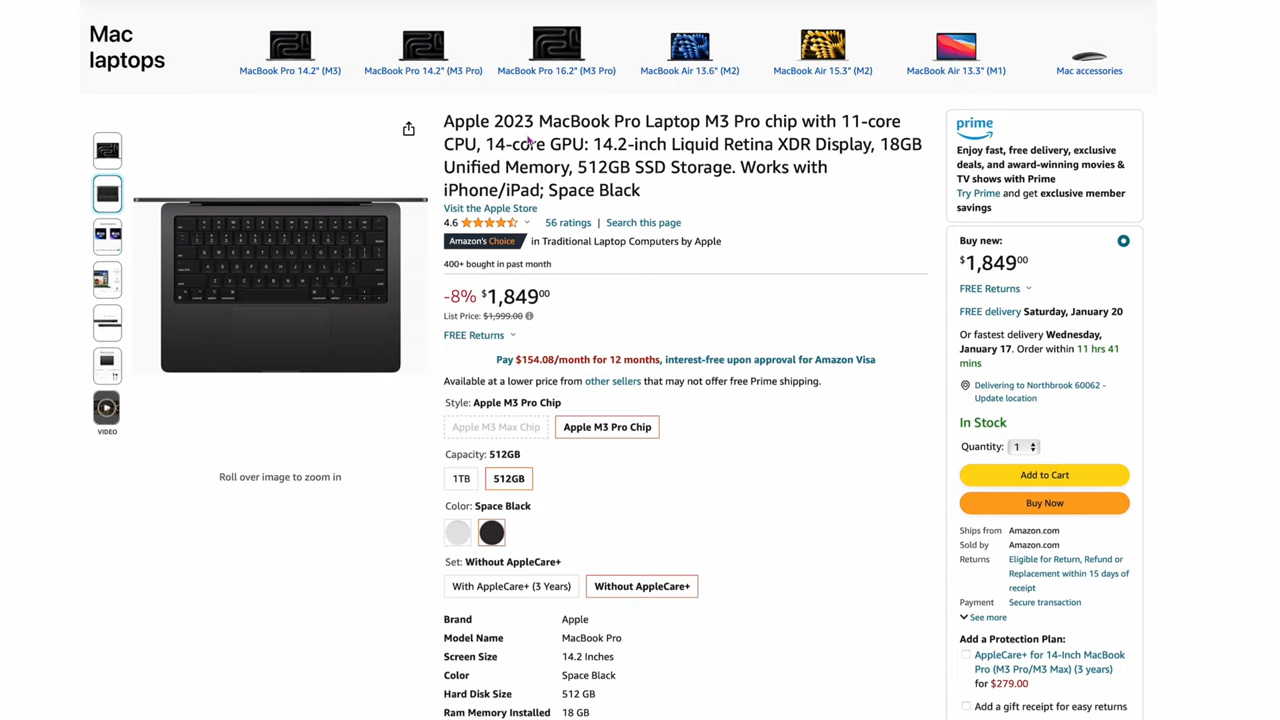 Mac
laptops
MacBook Pro 14.2" (M3)
MacBook Pro 14.2" (M3 Pro)
MacBook Pro 16.2" (M3 Pro)
MacBook Air 13.6" (M2)
MacBook Air 15.3" (M2)
MacBook Air 13.3" (M1)
Mac accessories
VIDEO
Roll over image to zoom in
Apple 2023 MacBook Pro Laptop M3 Pro chip with 11-core
CPU, 14-core GPU: 14.2-inch Liquid Retina XDR Display, 18GB
Unified Memory, 512GB SSD Storage. Works with
iPhone/iPad; Space Black
Visit the Apple Store
4.6
56 ratings | Search this page
Amazon's Choice in Traditional Laptop Computers by Apple
400+ bought in past month
-8% $1,84900
List Price: $1,999.00
FREE Returns
Pay $154.08/month for 12 months, interest-free upon approval for Amazon Visa
Available at a lower price from other sellers that may not offer free Prime shipping.
Style: Apple M3 Pro Chip
Apple M3 Max Chip
Apple M3 Pro Chip
Capacity: 512GB
1TB
512GB
Color: Space Black
Set: Without AppleCare+
With AppleCare+ (3 Years)
Without AppleCare+
Brand Apple
Model Name MacBook Pro
Screen Size 14.2 Inches
Color Space Black
Hard Disk Size 512 GB
Ram Memory Installed 18 GB
prime
Enjoy fast, free delivery, exclusive
deals, and award-winning movies &
TV shows with Prime
Try Prime and get exclusive member
savings
Buy new:
$1,84900
FREE Returns
FREE delivery Saturday, January 20
Or fastest delivery Wednesday,
January 17. Order within 11 hrs 41
mins
Delivering to Northbrook 60062 -
Update location
In Stock
Quantity: 1
Add to Cart
Buy Now
Ships from Amazon.com
Sold by Amazon.com
Returns Eligible for Return, Refund or
Replacement within 15 days of
receipt
Payment Secure transaction
See more
Add a Protection Plan:
AppleCare+ for 14-Inch MacBook
Pro (M3 Pro/M3 Max) (3 years)
for $279.00
Add a gift receipt for easy returns